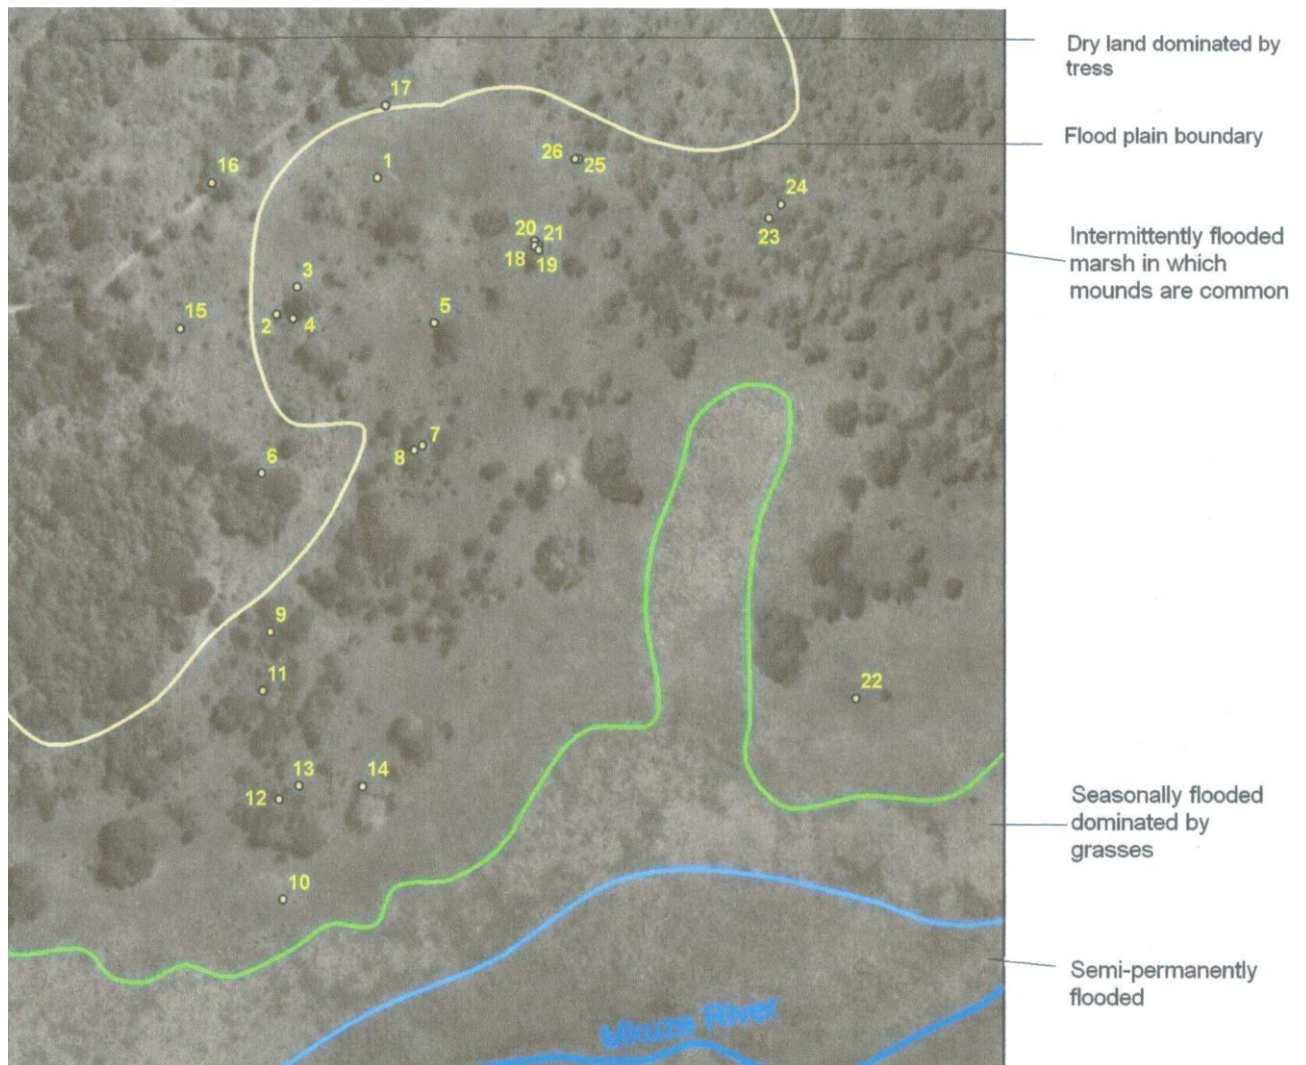 Dry land dominated by
tress
17
Flood plain boundary
26 25
1
16
24
20 21
23
18 19
Intermittently flooded
marsh in which
mounds are common
3
15
5
2
4
7
8
6
9
11
22
13
14
12
Seasonally flooded
dominated by
grasses
10
Semi-permanently
flooded
Mkuze River